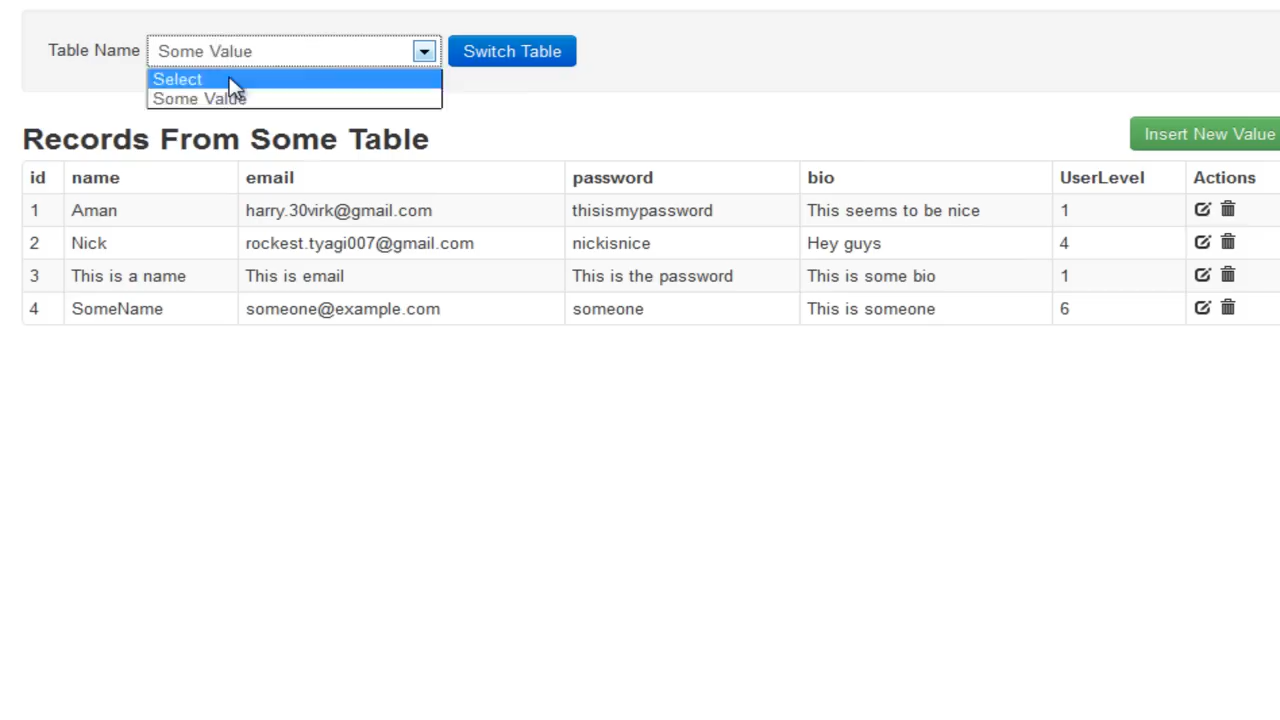 Table Name Some Value Switch Table
Select
Some Value
Records From Some Table Insert New Value
id name email password bio UserLevel Actions
1 Aman harry.30virk@gmail.com thisismypassword This seems to be nice 1
2 Nick rockest.tyagi007@gmail.com nickisnice Hey guys 4
3 This is a name This is email This is the password This is some bio 1
4 SomeName someone@example.com someone This is someone 6